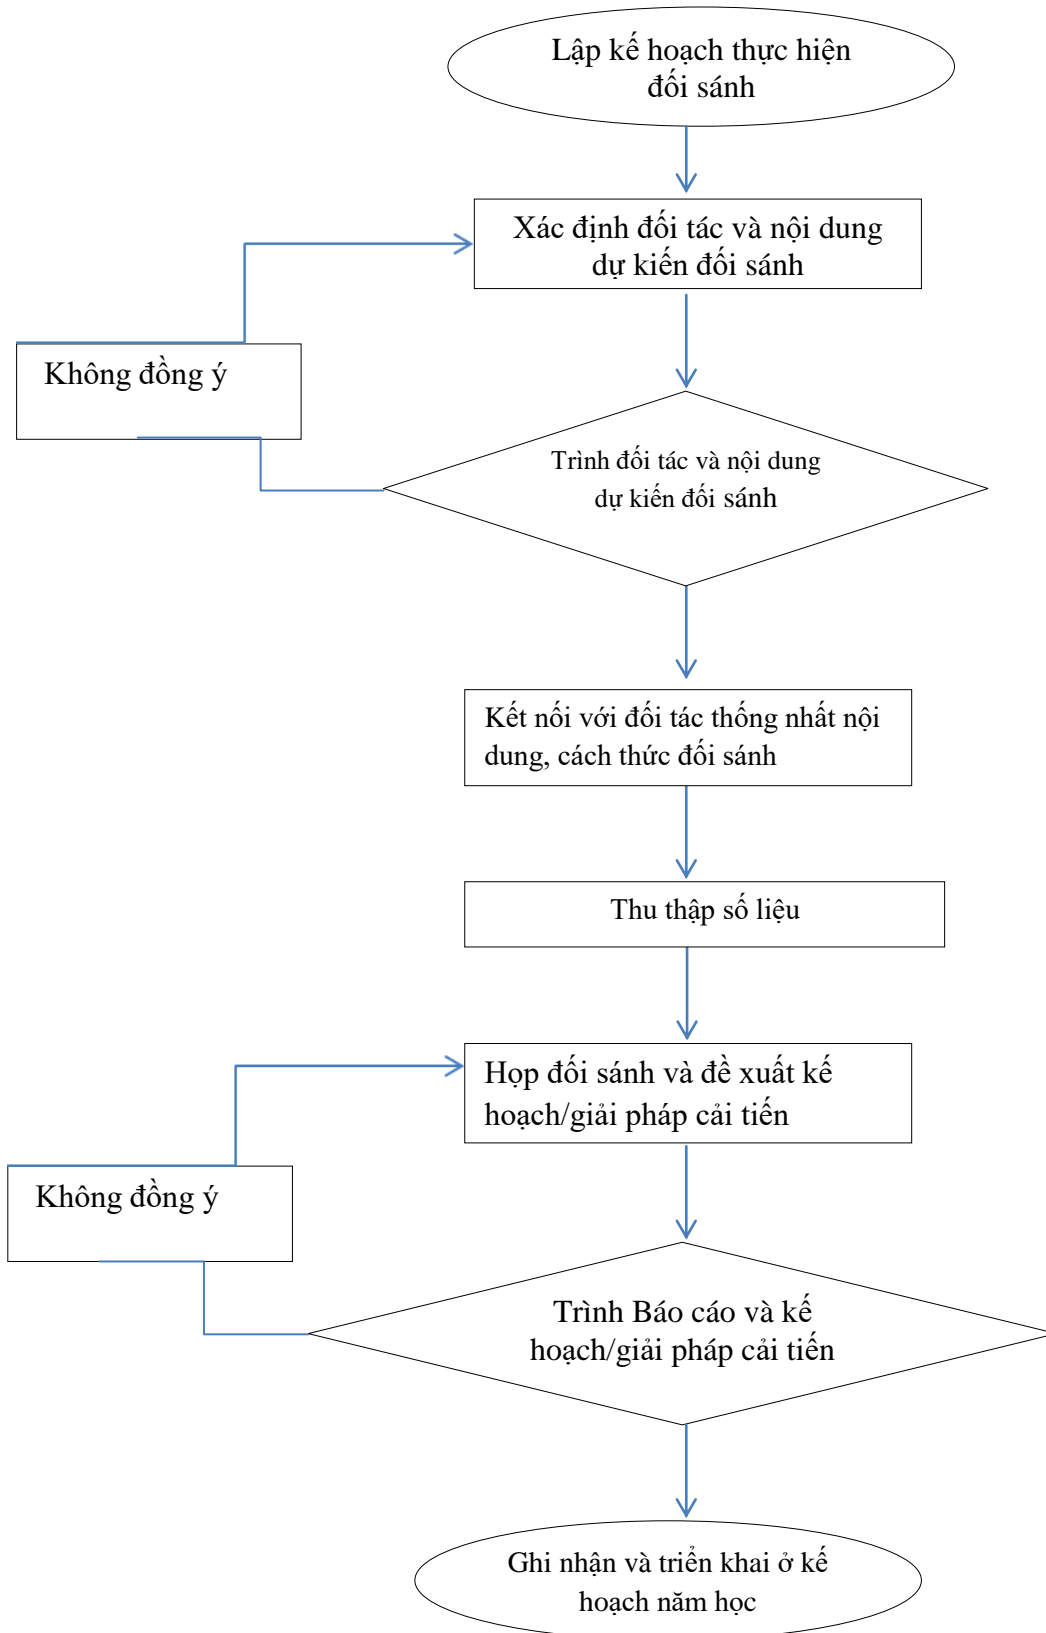 Lập kế hoạch thực hiện
đối sánh
Xác định đối tác và nội dung
dự kiến đối sánh
Không đồng ý
Trình đối tác và nội dung
dự kiến đối sánh
Kết nối với đối tác thống nhất nội
dung, cách thức đối sánh
Thu thập số liệu
Họp đối sánh và đề xuất kế
hoạch/giải pháp cải tiến
Không đồng ý
Trình Báo cáo và kế
hoạch/giải pháp cải tiến
Ghi nhận và triển khai ở kế
hoạch năm học